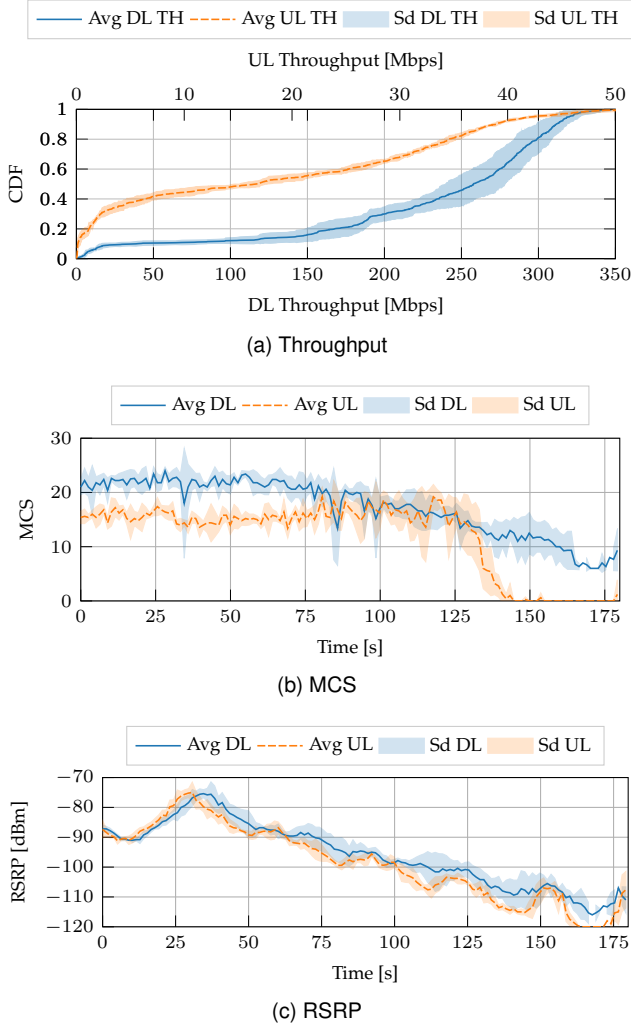 Avg DL TH Avg UL TH Sd DL TH Sd UL TH
UL Throughput [Mbps]
0 10 20 30 40 50
1
0.8
0.6
0.4
0.2
0
CDF
0 50 100 150 200 250 300 350
DL Throughput [Mbps]
(a) Throughput
Avg DL Avg UL Sd DL Sd UL
30
20
10
0
MCS
0 25 50 75 100 125 150 175
Time [s]
(b) MCS
Avg DL Avg UL Sd DL Sd UL
−70
−80
−90
−100
−110
−120
RSRP [dBm]
0 25 50 75 100 125 150 175
Time [s]
(c) RSRP